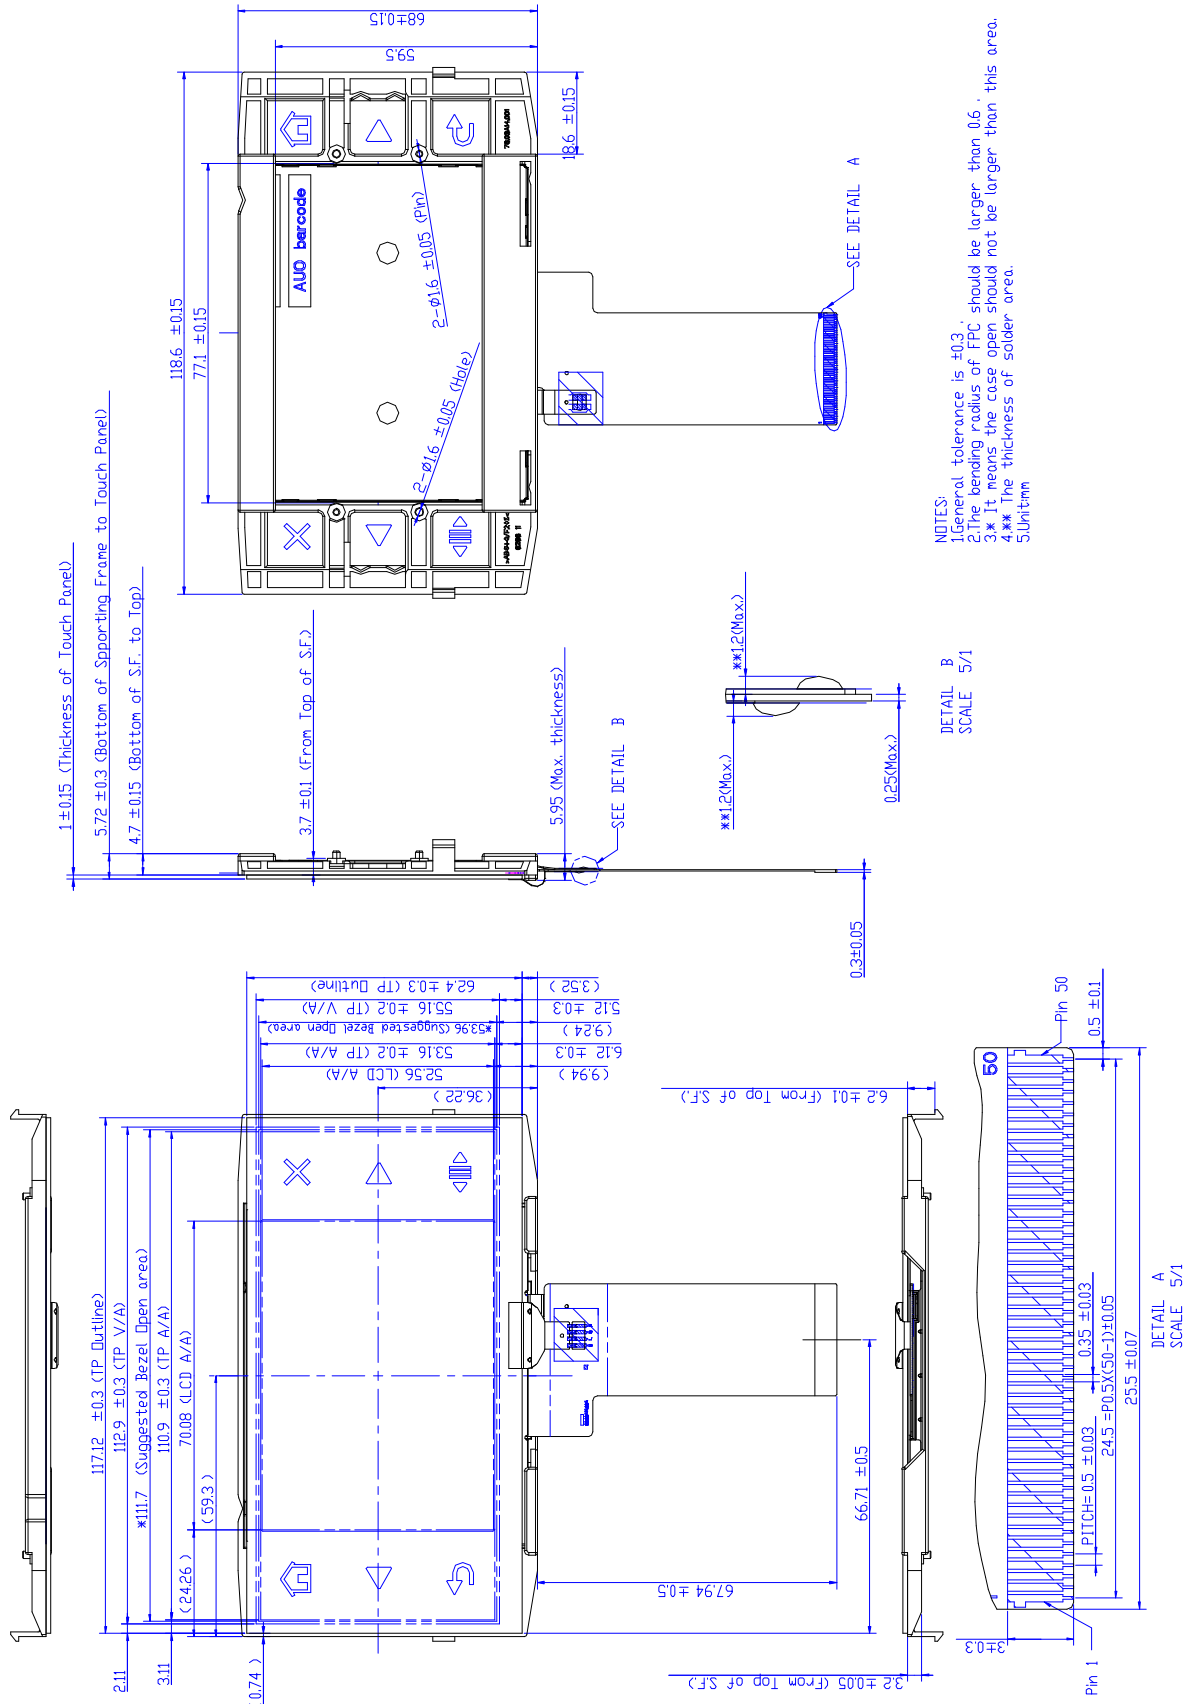 117.12 ±0.3 (TP Outline)
112.9 ±0.3 (TP V/A)
*111.7 (Suggested Bezel Open area)
110.9 ±0.3 (TP A/A)
70.08 (LCD A/A)
(59.3 )
(24.26 )
2.11
3.11
0.74 )
62.4 ±0.3 (TP Outline)
55.16 ±0.2 (TP V/A)
*53.96 (Suggested Bezel Open area)
53.16 ±0.2 (TP A/A)
52.56 (LCD A/A)
(36.22 )
(3.52 )
5.12 ±0.3
(9.24 )
6.12 ±0.3
(9.94 )
67.94 ±0.5
66.71 ±0.5
6.2 ±0.1 (From Top of S.F.)
3.2 ±0.05 (From Top of S.F.)
1±0.15 (Thickness of Touch Panel)
5.72 ±0.3 (Bottom of Spporting Frame to Touch Panel)
4.7 ±0.15 (Bottom of S.F. to Top)
3.7 ±0.1 (From Top of S.F.)
5.95 (Max. thickness)
SEE DETAIL B
0.3±0.05
118.6 ±0.15
77.1 ±0.15
68±0.15
59.5
18.6 ±0.15
AUO barcode
2-ø1.6 ±0.05 (Pin)
2-ø1.6 ±0.05 (Hole)
SEE DETAIL A
**1.2(Max.)
**1.2(Max.)
0.25(Max.)
DETAIL B
SCALE 5/1
50
Pin 50
0.5 ±0.1
1
Pin 1
3±0.3
PITCH=0.5 ±0.03
0.35 ±0.03
24.5 =P0.5X(50-1)±0.05
25.5 ±0.07
DETAIL A
SCALE 5/1
NOTES:
1.General tolerance is ±0.3 .
2.The bending radius of FPC should be larger than 0.6 .
3.* It means the case open should not be larger than this area.
4.** The thickness of solder area.
5.Unit:mm